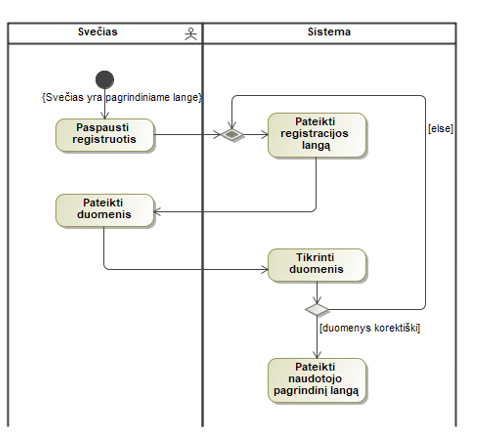 Svečias
Sistema
{Svečias yra pagrindiniame lange}
Paspausti
registruotis
Pateikti
registracijos
langą
[else]
Pateikti
duomenis
Tikrinti
duomenis
[duomenys korektiški]
Pateikti
naudotojo
pagrindinį langą